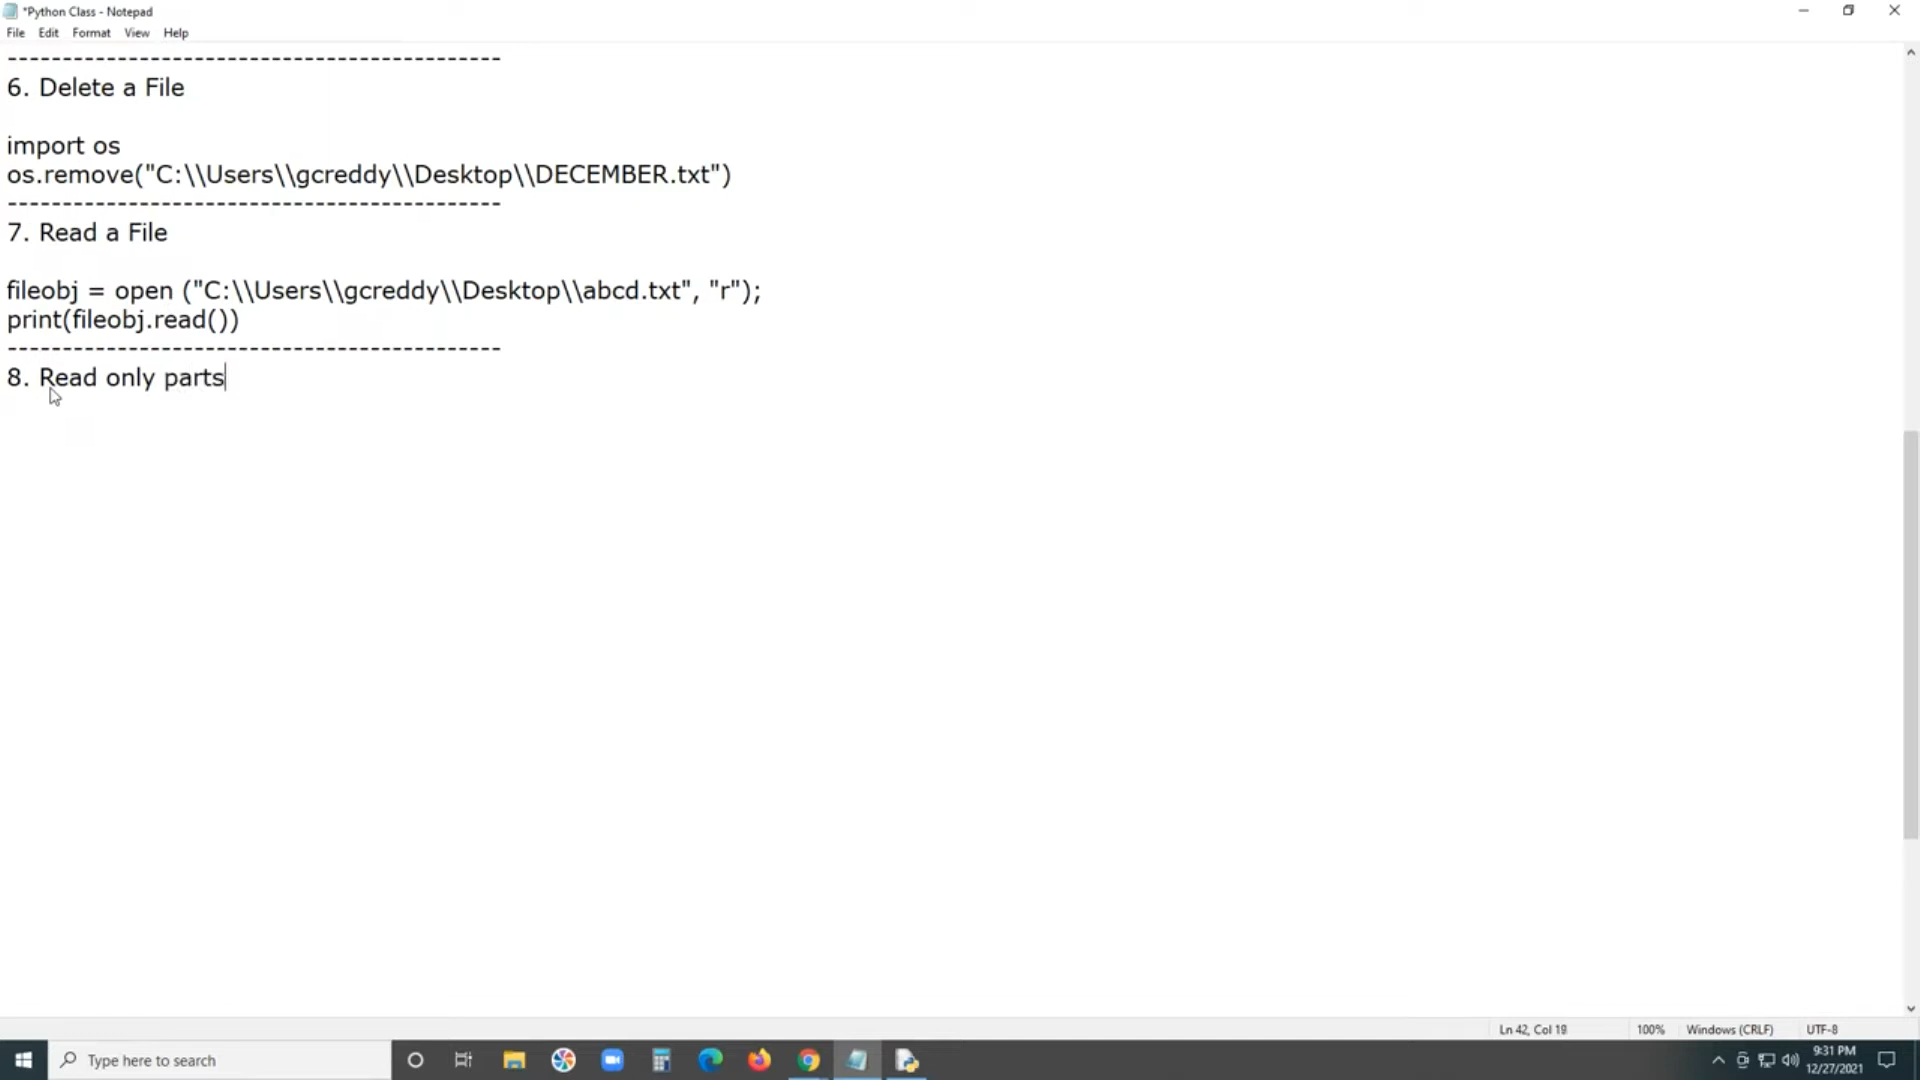 *Python Class - Notepad
File Edit Format View Help
---------------------------------------------
6. Delete a File
import os
os.remove("C:\\Users\\gcreddy\\Desktop\\DECEMBER.txt")
---------------------------------------------
7. Read a File
fileobj = open ("C:\\Users\\gcreddy\\Desktop\\abcd.txt", "r");
print(fileobj.read())
---------------------------------------------
8. Read only parts
Ln 42, Col 19 100% Windows (CRLF) UTF-8
Type here to search
9:31 PM
12/27/2021